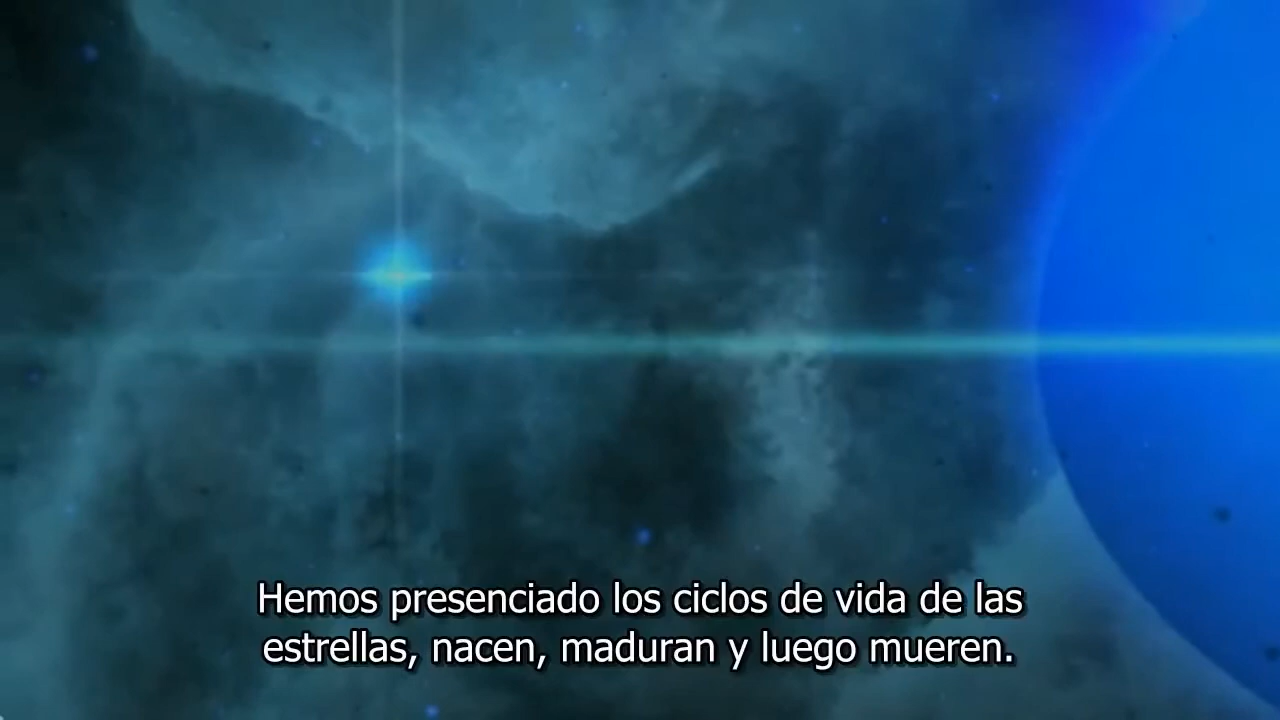 Hemos presenciado los ciclos de vida de las
estrellas, nacen, maduran y luego mueren.